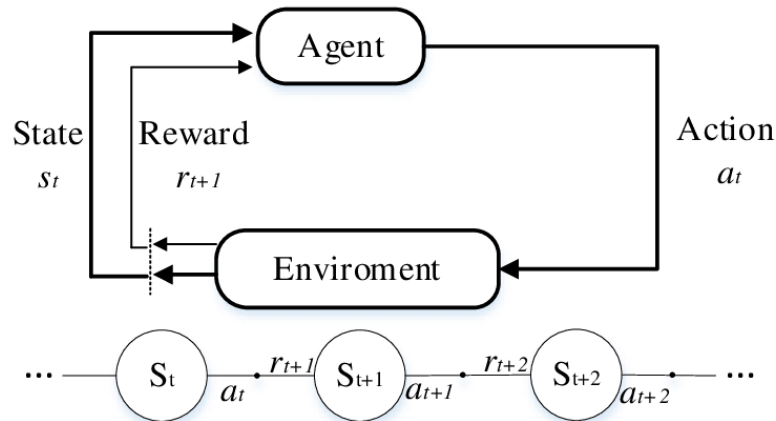 Agent
State
Reward
Action
sₜ
rₜ₊₁
aₜ
Enviroment
... Sₜ aₜ rₜ₊₁ Sₜ₊₁ aₜ₊₁ rₜ₊₂ Sₜ₊₂ aₜ₊₂ ...